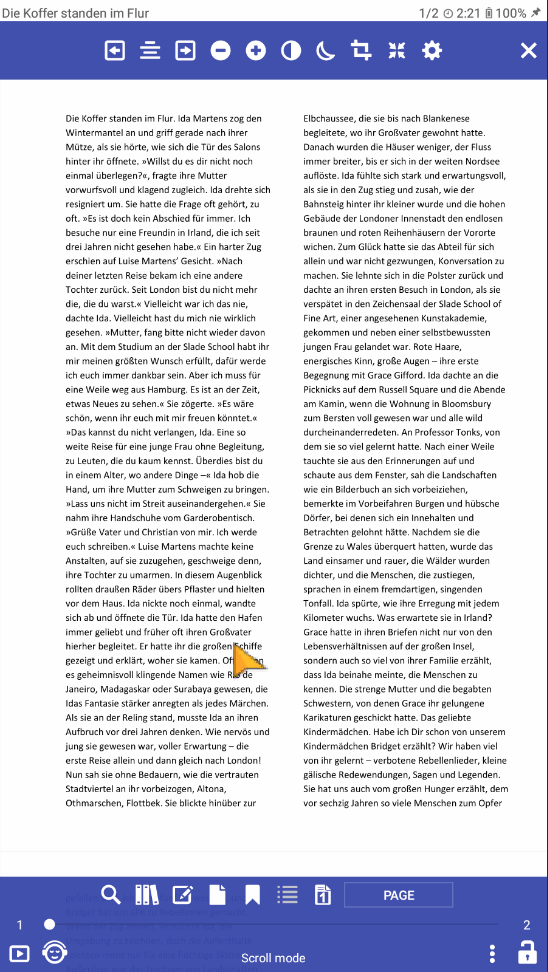 Die Koffer standen im Flur
1/2 2:21 100%
Die Koffer standen im Flur. Ida Martens zog den
Wintermantel an und griff gerade nach ihrer
Mütze, als sie hörte, wie sich die Tür des Salons
hinter ihr öffnete. »Willst du es dir nicht noch
einmal überlegen?«, fragte ihre Mutter
vorwurfsvoll und klagend zugleich. Ida drehte sich
resigniert um. Sie hatte die Frage oft gehört, zu
oft. »Es ist doch kein Abschied für immer. Ich
besuche nur eine Freundin in Irland, die ich seit
drei Jahren nicht gesehen habe.« Ein harter Zug
erschien auf Luise Martens’ Gesicht. »Nach
deiner letzten Reise bekam ich eine andere
Tochter zurück. Seit London bist du nicht mehr
die, die du warst.« Vielleicht war ich das nie,
dachte Ida. Vielleicht hast du mich nie wirklich
gesehen. »Mutter, fang bitte nicht wieder davon
an. Mit dem Studium an der Slade School habt ihr
mir meinen größten Wunsch erfüllt, dafür werde
ich euch immer dankbar sein. Aber ich muss für
eine Weile weg aus Hamburg. Es ist an der Zeit,
etwas Neues zu sehen.« Sie zögerte. »Es wäre
schön, wenn ihr euch mit mir freuen könntet.«
»Das kannst du nicht verlangen, Ida. Eine so
weite Reise für eine junge Frau ohne Begleitung,
zu Leuten, die du kaum kennst. Überdies bist du
in einem Alter, wo andere Dinge –« Ida hob die
Hand, um ihre Mutter zum Schweigen zu bringen.
»Lass uns nicht im Streit auseinandergehen.« Sie
nahm ihre Handschuhe vom Garderobentisch.
»Grüße Vater und Christian von mir. Ich werde
euch schreiben.« Luise Martens machte keine
Anstalten, auf sie zuzugehen, geschweige denn,
ihre Tochter zu umarmen. In diesem Augenblick
rollten draußen Räder übers Pflaster und hielten
vor dem Haus. Ida nickte noch einmal, wandte
sich ab und öffnete die Tür. Ida hatte den Hafen
immer geliebt und früher oft ihren Großvater
hierher begleitet. Er hatte ihr die großen Schiffe
gezeigt und erklärt, woher sie kamen.
es geheimnisvoll klingende Namen wie Rio de
Janeiro, Madagaskar oder Surabaya gewesen, die
Idas Fantasie stärker anregten als jedes Märchen.
Als sie an der Reling stand, musste Ida an ihren
Aufbruch vor drei Jahren denken. Wie nervös und
jung sie gewesen war, voller Erwartung – die
erste Reise allein und dann gleich nach London!
Nun sah sie ohne Bedauern, wie die vertrauten
Stadtviertel an ihr vorbeizogen, Altona,
Othmarschen, Flottbek. Sie blickte hinüber zur
Elbchaussee, die sie bis nach Blankenese
begleitete, wo ihr Großvater gewohnt hatte.
Danach wurden die Häuser weniger, der Fluss
immer breiter, bis er sich in der weiten Nordsee
auflöste. Ida fühlte sich stark und erwartungsvoll,
als sie in den Zug stieg und zusah, wie der
Bahnsteig hinter ihr kleiner wurde und die hohen
Gebäude der Londoner Innenstadt den endlosen
braunen und roten Reihenhäusern der Vororte
wichen. Zum Glück hatte sie das Abteil für sich
allein und war nicht gezwungen, Konversation zu
machen. Sie lehnte sich in die Polster zurück und
dachte an ihren ersten Besuch in London, als sie
verspätet in den Zeichensaal der Slade School of
Fine Art, einer angesehenen Kunstakademie,
gekommen und neben einer selbstbewussten
jungen Frau gelandet war. Rote Haare,
energisches Kinn, große Augen – ihre erste
Begegnung mit Grace Gifford. Ida dachte an die
Picknicks auf dem Russell Square und die Abende
am Kamin, wenn die Wohnung in Bloomsbury
zum Bersten voll gewesen war und alle wild
durcheinanderredeten. An Professor Tonks, von
dem sie so viel gelernt hatte. Nach einer Weile
tauchte sie aus den Erinnerungen auf und
schaute aus dem Fenster, sah die Landschaften
wie ein Bilderbuch an sich vorbeiziehen,
bemerkte im Vorbeifahren Burgen und hübsche
Dörfer, bei denen sich ein Innehalten und
Betrachten gelohnt hätte. Nachdem sie die
Grenze zu Wales überquert hatten, wurde das
Land einsamer und rauer, die Wälder wurden
dichter, und die Menschen, die zustiegen,
sprachen in einem fremdartigen, singenden
Tonfall. Ida spürte, wie ihre Erregung mit jedem
Kilometer wuchs. Was erwartete sie in Irland?
Grace hatte in ihren Briefen nicht nur von den
Lebensverhältnissen auf der großen Insel,
sondern auch so viel von ihrer Familie erzählt,
dass Ida beinahe meinte, die Menschen zu
kennen. Die strenge Mutter und die begabten
Schwestern, von denen Grace ihr gelungene
Karikaturen geschickt hatte. Das geliebte
Kindermädchen. Habe ich Dir schon von unserem
Kindermädchen Bridget erzählt? Wir haben viel
von ihr gelernt – verbotene Rebellenlieder, kleine
gälische Redewendungen, Sagen und Legenden.
Sie hat uns auch vom großen Hunger erzählt, dem
vor sechzig Jahren so viele Menschen zum Opfer
1
PAGE
1 2
Scroll mode